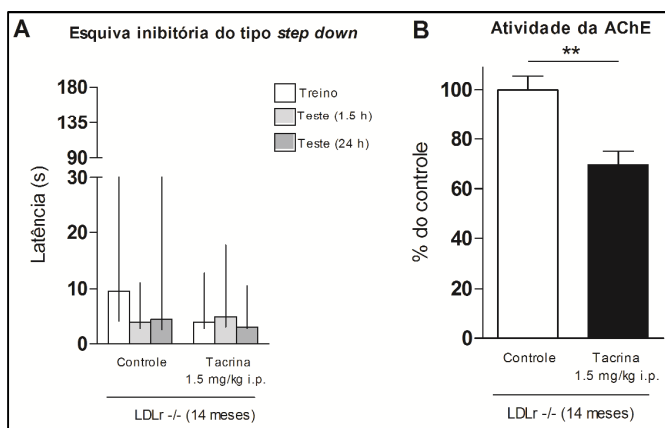 A
Esquiva inibitória do tipo step down
180
135
90
30
20
10
0
Latência (s)
Treino
Teste (1.5 h)
Teste (24 h)
Controle
Tacrina
1.5 mg/kg i.p.
LDLr -/- (14 meses)
B
Atividade da AChE
**
100
80
60
40
20
0
% do controle
Controle
Tacrina
1.5 mg/kg i.p.
LDLr -/- (14 meses)